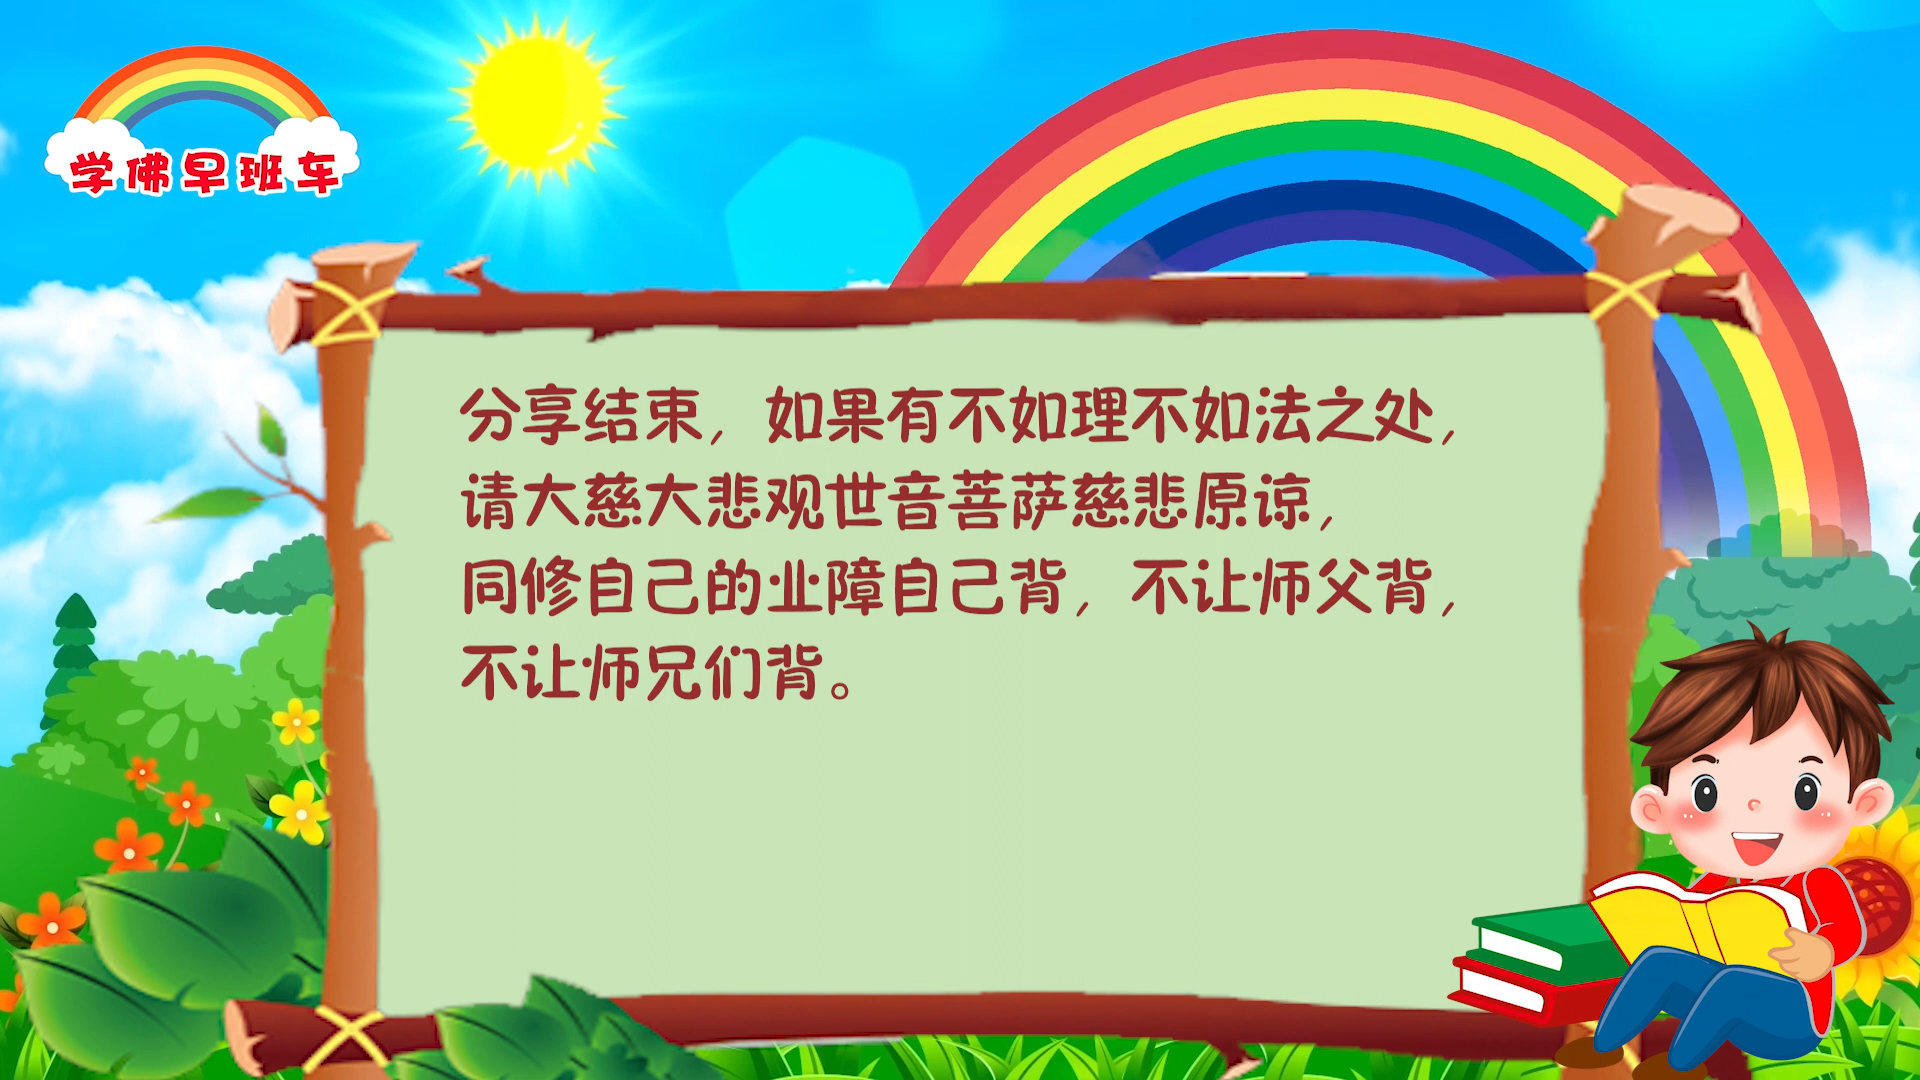 学佛早班车
分享结束，如果有不如理不如法之处，
请大慈大悲观世音菩萨慈悲原谅，
同修自己的业障自己背，不让师父背，
不让师兄们背。